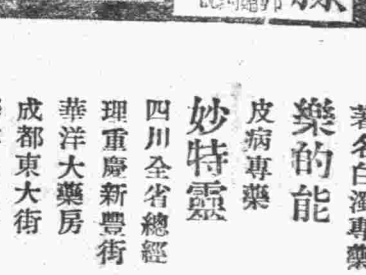 著名白濁專藥
樂的能
皮病專藥
妙特靈
四川全省總經
理重慶新豐街
華洋大藥房
成都東大街